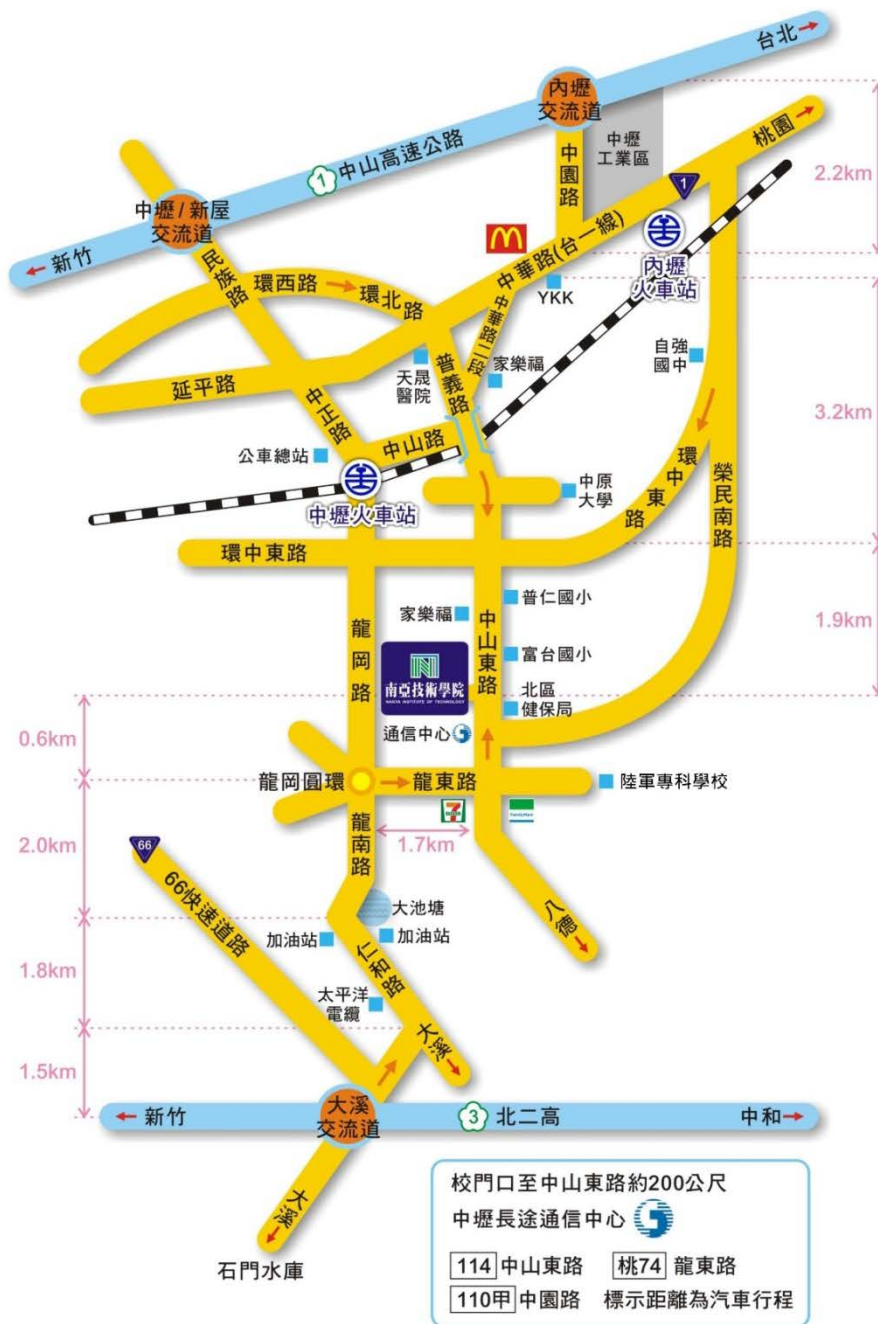 台北
內壢
交流道
中壢
工業區
桃園
2.2km
中山高速公路
1
中園路
1
中壢/新屋
交流道
新竹
民族路
環西路
環北路
中華路(台一線)
內壢
火車站
YKK
中華路二段
家樂福
自強
國中
延平路
天晟
醫院
普義路
3.2km
中正路
中山路
公車總站
中壢火車站
中原
大學
環中東路
榮民南路
環中東路
普仁國小
家樂福
中山東路
龍岡路
1.9km
富台國小
南亞技術學院
NANYA INSTITUTE OF TECHNOLOGY
北區
健保局
通信中心
0.6km
龍岡圓環
龍東路
陸軍專科學校
7-ELEVEN
FamilyMart
2.0km
龍南路
1.7km
66
66快速道路
大池塘
八德
加油站
加油站
仁和路
1.8km
太平洋
電纜
大溪
1.5km
新竹
大溪
交流道
3
北二高
中和
大溪
石門水庫
校門口至中山東路約200公尺
中壢長途通信中心
114 中山東路 桃74 龍東路
110甲 中園路 標示距離為汽車行程